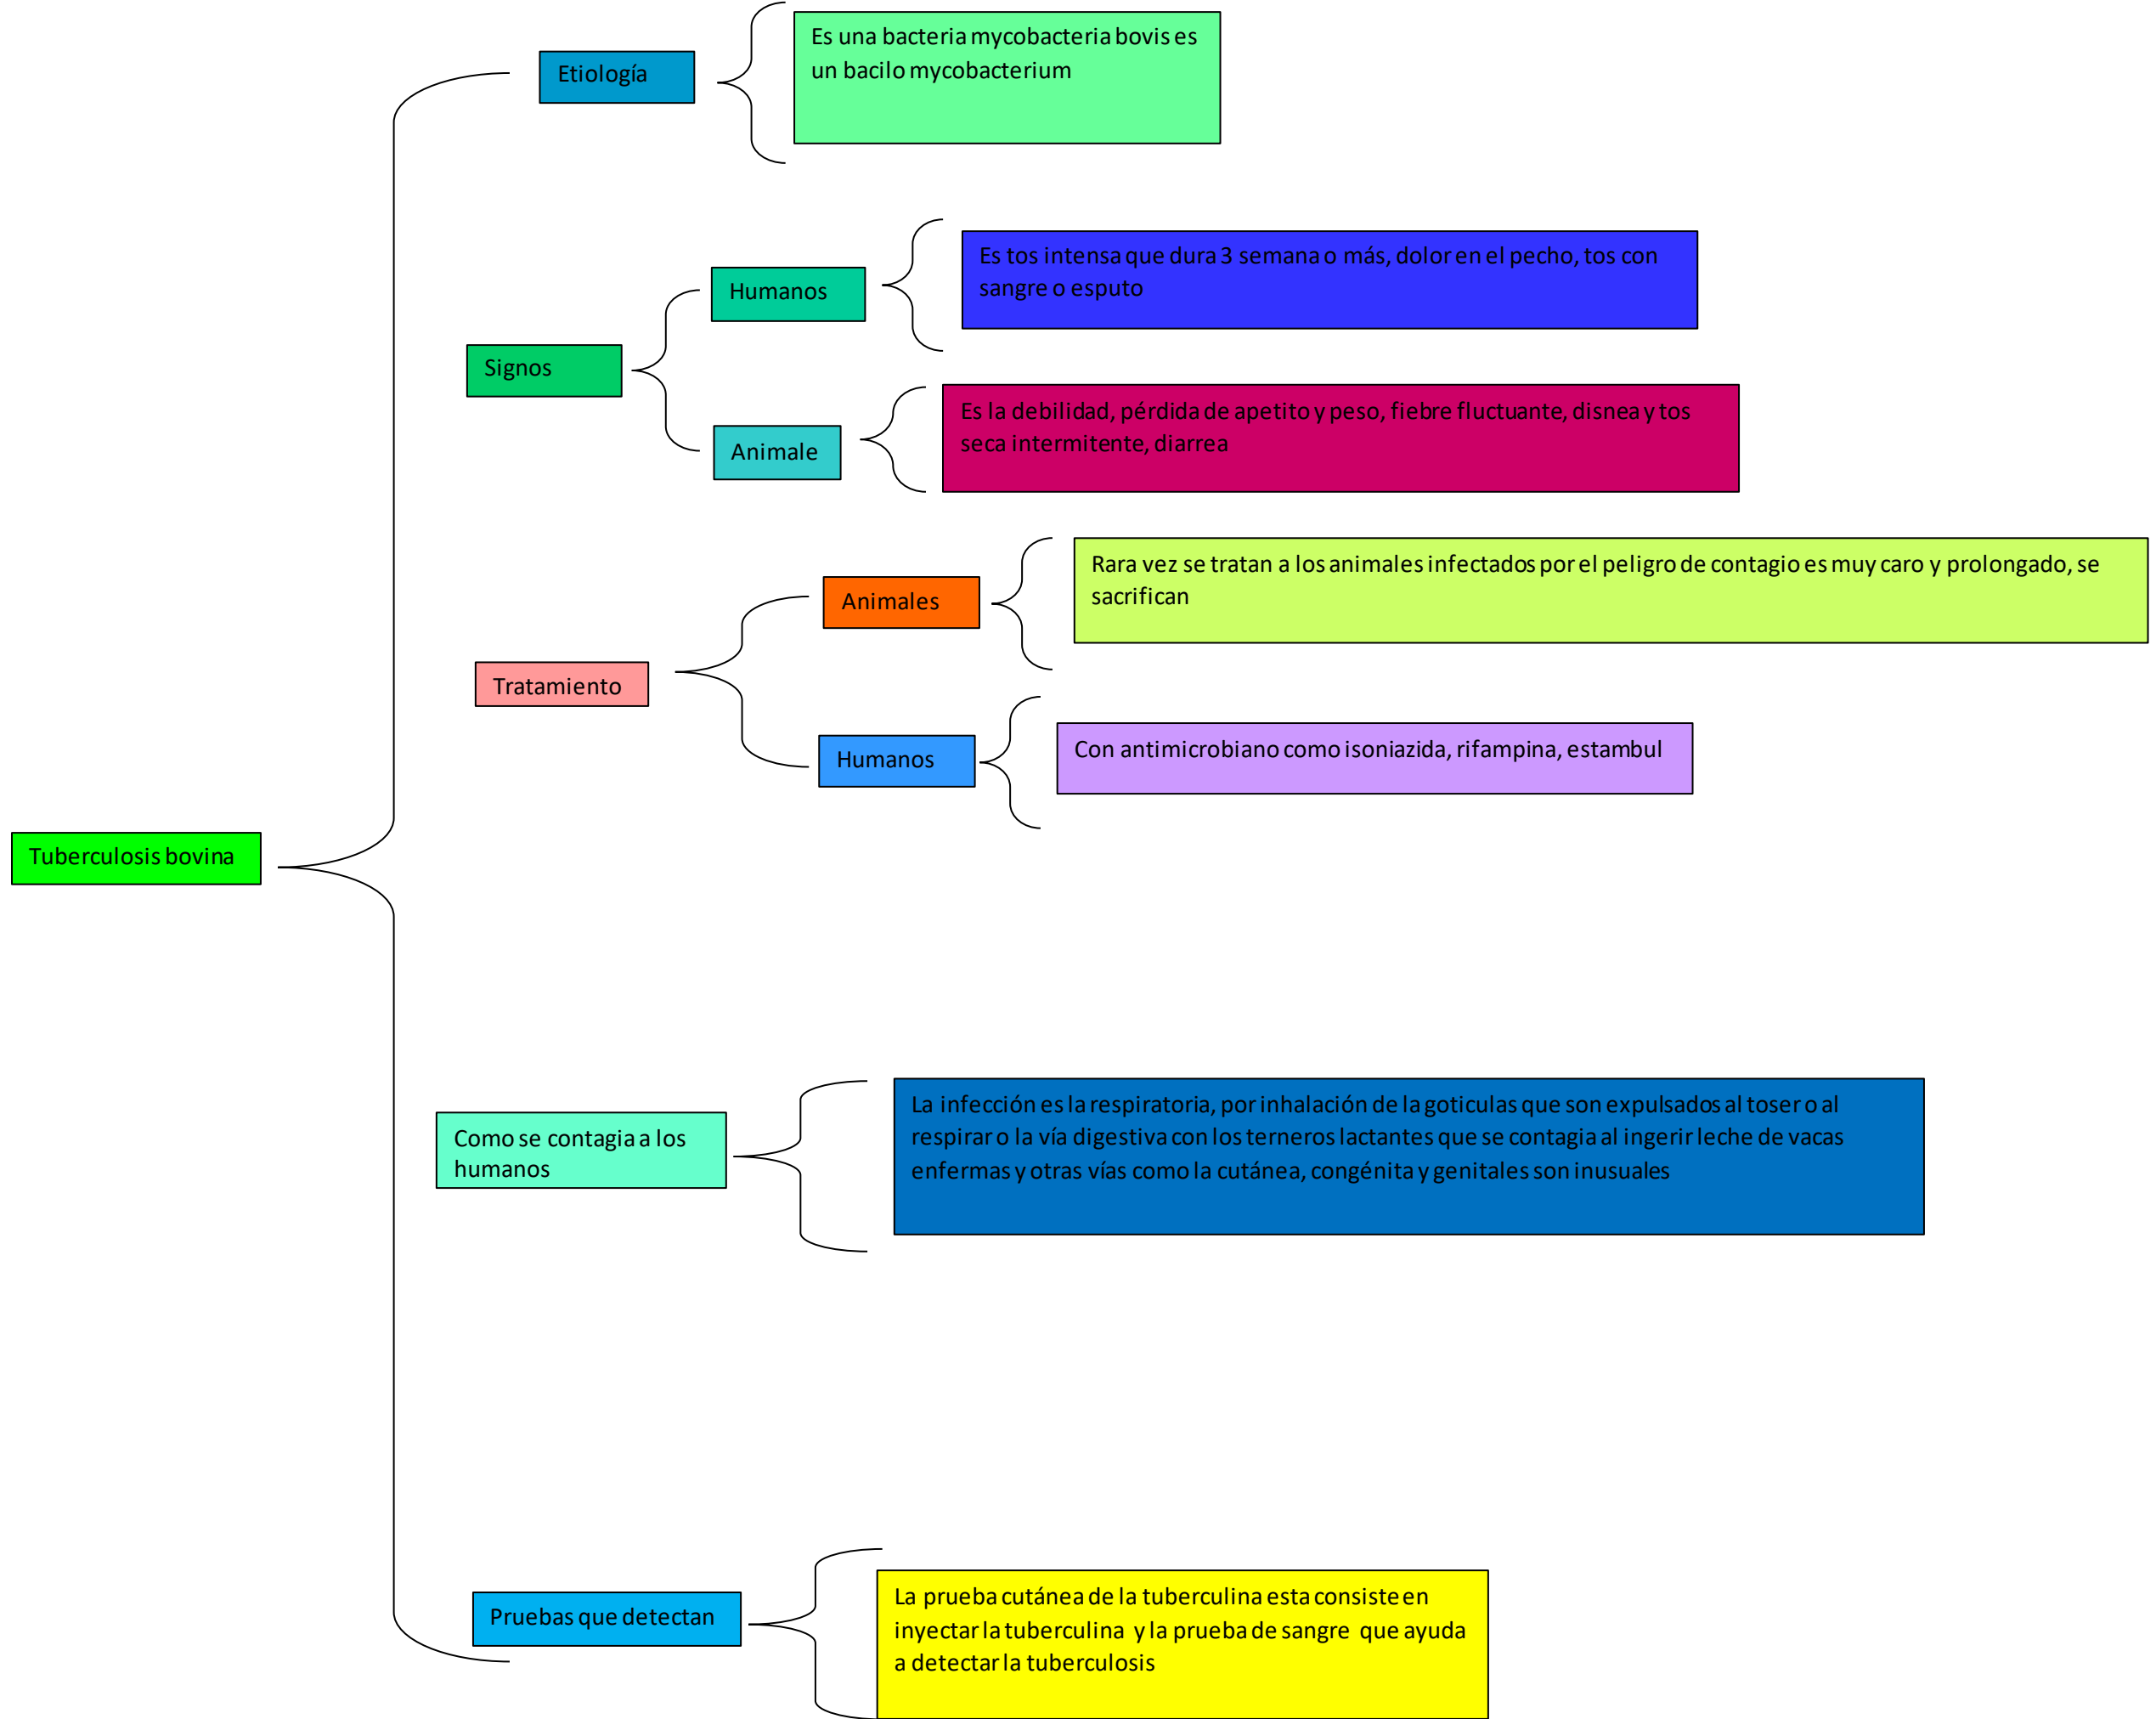 Etiología
Es una bacteria mycobacteria bovis es
un bacilo mycobacterium
Signos
Humanos
Es tos intensa que dura 3 semana o más, dolor en el pecho, tos con
sangre o esputo
Animale
Es la debilidad, pérdida de apetito y peso, fiebre fluctuante, disnea y tos
seca intermitente, diarrea
Tratamiento
Animales
Rara vez se tratan a los animales infectados por el peligro de contagio es muy caro y prolongado, se
sacrifican
Humanos
Con antimicrobiano como isoniazida, rifampina, estambul
Tuberculosis bovina
Como se contagia a los
humanos
La infección es la respiratoria, por inhalación de la goticulas que son expulsados al toser o al
respirar o la vía digestiva con los terneros lactantes que se contagia al ingerir leche de vacas
enfermas y otras vías como la cutánea, congénita y genitales son inusuales
Pruebas que detectan
La prueba cutánea de la tuberculina esta consiste en
inyectar la tuberculina y la prueba de sangre que ayuda
a detectar la tuberculosis